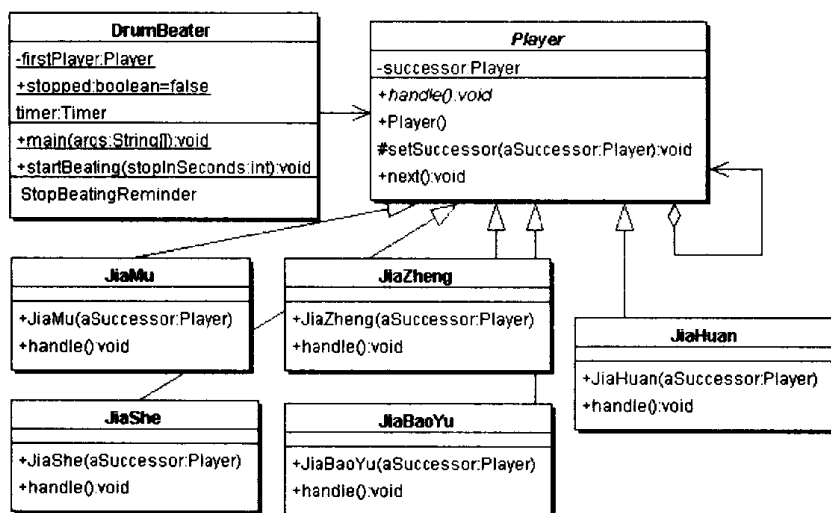 DrumBeater
-firstPlayer:Player
+stopped:boolean=false
timer:Timer
+main(args:String[]):void
+startBeating(stopInSeconds:int):void
StopBeatingReminder
Player
-successor:Player
+handle():void
+Player()
#setSuccessor(aSuccessor:Player):void
+next():void
JiaMu
+JiaMu(aSuccessor:Player)
+handle():void
JiaZheng
+JiaZheng(aSuccessor:Player)
+handle():void
JiaHuan
+JiaHuan(aSuccessor:Player)
+handle():void
JiaShe
+JiaShe(aSuccessor:Player)
+handle():void
JiaBaoYu
+JiaBaoYu(aSuccessor:Player)
+handle():void